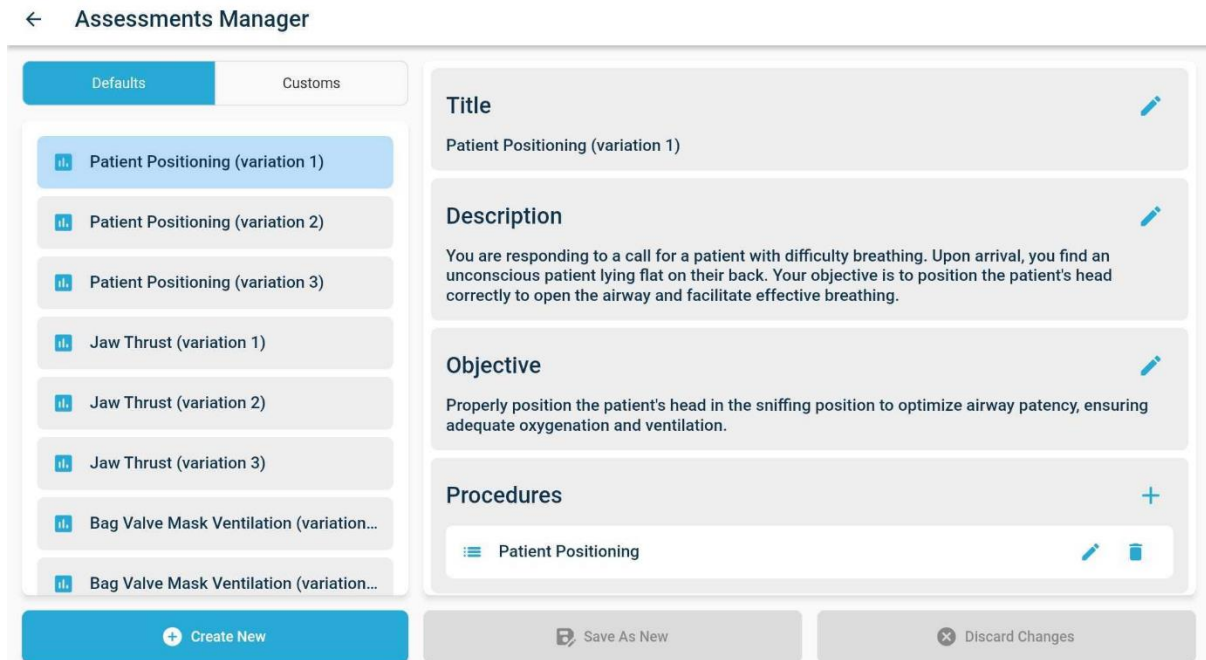 Assessments Manager
Defaults
Customs
Patient Positioning (variation 1)
Patient Positioning (variation 2)
Patient Positioning (variation 3)
Jaw Thrust (variation 1)
Jaw Thrust (variation 2)
Jaw Thrust (variation 3)
Bag Valve Mask Ventilation (variation...
Bag Valve Mask Ventilation (variation...
Create New
Title
Patient Positioning (variation 1)
Description
You are responding to a call for a patient with difficulty breathing. Upon arrival, you find an
unconscious patient lying flat on their back. Your objective is to position the patient's head
correctly to open the airway and facilitate effective breathing.
Objective
Properly position the patient's head in the sniffing position to optimize airway patency, ensuring
adequate oxygenation and ventilation.
Procedures
Patient Positioning
Save As New
Discard Changes